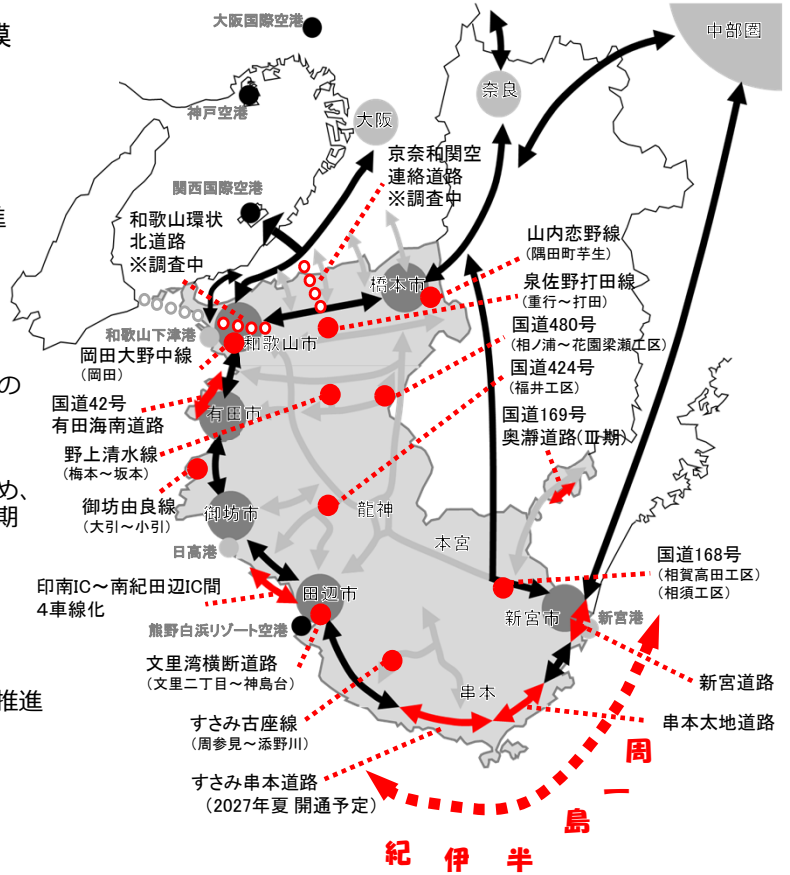 大阪国際空港
中部圏
莫
奈良
神戸空港
大阪
京奈和関空
連絡道路
※調査中
関西国際空港
和歌山環状
北道路
※調査中
進
山内恋野線
(隅田町芋生)
橋本市
泉佐野打田線
(重行～打田)
和歌山下津港
国道480号
(梖ノ浦～花園梁瀬工区)
和歌山市
岡田大野中線
(岡田)
国道424号
(福井工区)
の
国道42号
有田海南道路
有田市
国道169号
奥瀞道路(Ⅲ期)
野上清水線
(梅本～坂本)
め、
期
御坊由良線
(大引～小引)
御坊市
龍神
日高港
本宮
国道168号
(相賀高田工区)
(相須工区)
印南IC～南紀田辺IC間
4車線化
田辺市
新宮市
新宮港
熊野白浜リゾート空港
文里湾横断道路
(文里二丁目～神島台)
新宮道路
推進
串本
すさみ古座線
(周参見～添野川)
串本太地道路
すさみ串本道路
(2027年夏 開通予定)
紀伊半島一周